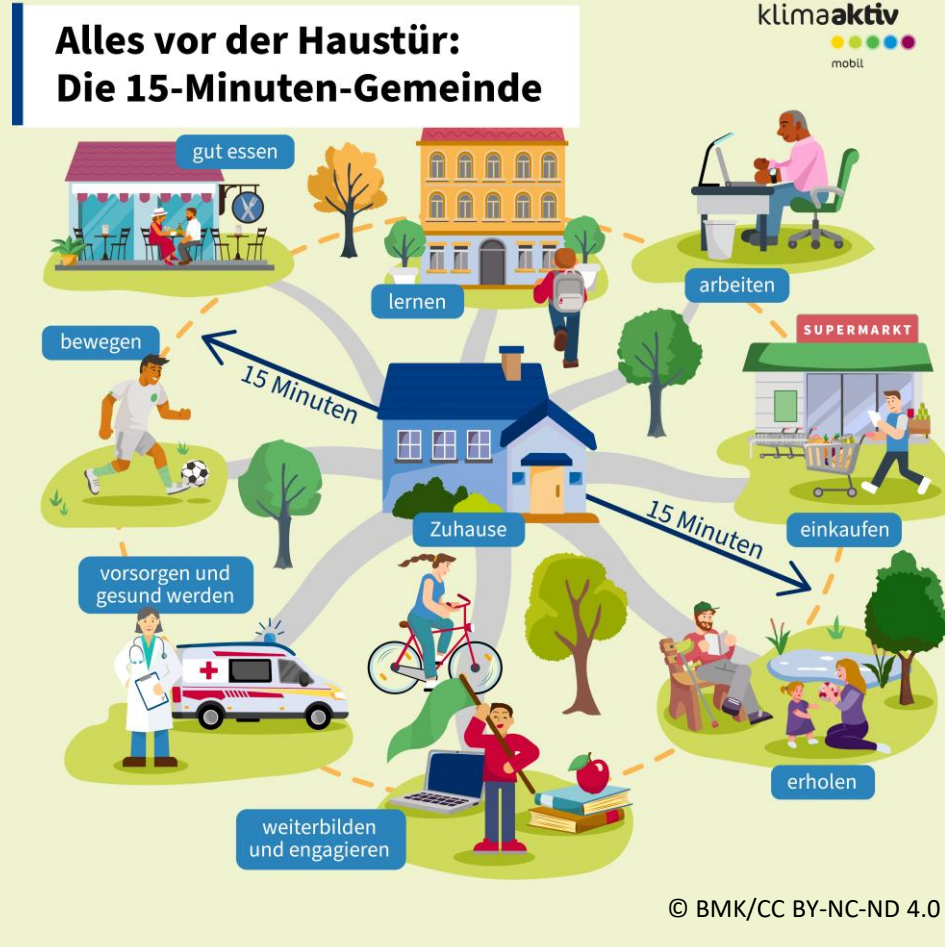 klimaaktiv
mobil
Alles vor der Haustür:
Die 15-Minuten-Gemeinde
gut essen
lernen
arbeiten
bewegen
15 Minuten
SUPERMARKT
Zuhause
15 Minuten
einkaufen
vorsorgen und
gesund werden
erholen
weiterbilden
und engagieren
© BMK/CC BY-NC-ND 4.0